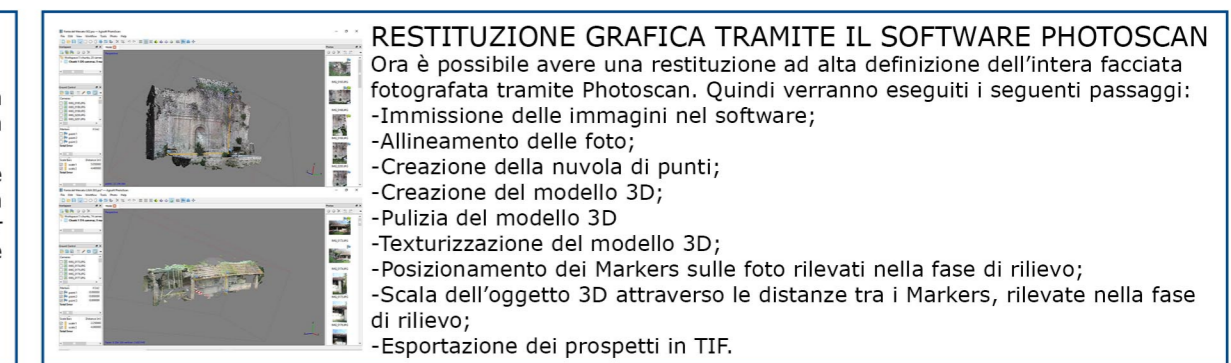 RESTITUZIONE GRAFICA TRAMITE IL SOFTWARE PHOTOSCAN
Ora è possibile avere una restituzione ad alta definizione dell'intera facciata
fotografata tramite Photoscan. Quindi verranno eseguiti i seguenti passaggi:
-Immissione delle immagini nel software;
-Allineamento delle foto;
-Creazione della nuvola di punti;
-Creazione del modello 3D;
-Pulizia del modello 3D
-Texturizzazione del modello 3D;
-Posizionamento dei Markers sulle foto rilevati nella fase di rilievo;
-Scala dell'oggetto 3D attraverso le distanze tra i Markers, rilevate nella fase
di rilievo;
-Esportazione dei prospetti in TIF.